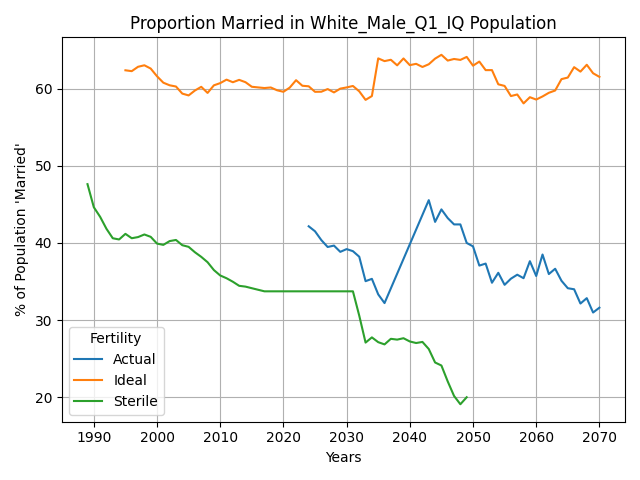 Proportion Married in White_Male_Q1_IQ Population
% of Population 'Married'
60
50
40
30
20
Fertility
Actual
Ideal
Sterile
1990 2000 2010 2020 2030 2040 2050 2060 2070
Years